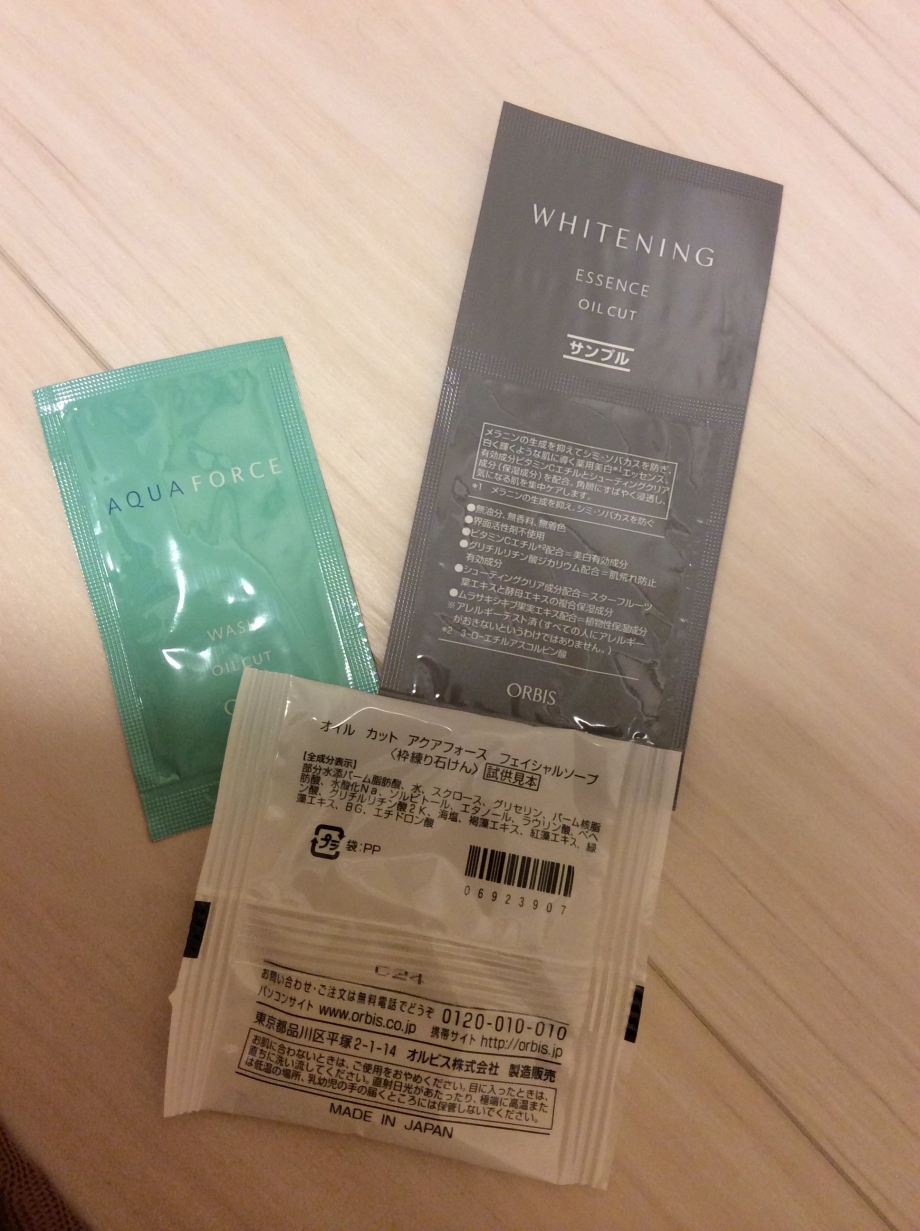 WHITENING
ESSENCE
OIL CUT
サンプル
メラニンの生成を抑えてシミ・ソバカスを防ぎ、
白く輝くような肌に導く薬用美白*¹エッセンス。
有効成分ビタミンCエチルとシューティングクリア
成分(保湿成分)を配合。角層にすばやく浸透し、
気になる肌を集中ケアします。
*1 メラニンの生成を抑え、シミ・ソバカスを防ぐ
●無油分、無香料、無着色
●界面活性剤不使用
●ビタミンCエチル*²配合=美白有効成分
●グリチルリチン酸ジカリウム配合=肌荒れ防止
有効成分
●シューティングクリア成分配合=スターフルーツ
葉エキスと酵母エキスの複合保湿成分
●ムラサキシキブ果実エキス配合=植物性保湿成分
※アレルギーテスト済(すべての人にアレルギー
がおきないというわけではありません。)
*2 3-O-エチルアスコルビン酸
ORBIS
AQUAFORCE
WASH
OIL CUT
オイル カット アクアフォース フェイシャルソープ
〈枠練り石けん〉 試供見本
【全成分表示】
部分水添パーム脂肪酸、水、スクロース、グリセリン、パーム核脂
肪酸、水酸化Na、ソルビトール、エタノール、ラウリン酸、ベヘ
ン酸、グリチルリチン酸2K、海塩、褐藻エキス、紅藻エキス、緑
藻エキス、BG、エチドロン酸
プラ 袋:PP
06923907
C24
お問い合わせ・ご注文は無料電話でどうぞ 0120-010-010
パソコンサイト www.orbis.co.jp 携帯サイト http://orbis.jp
東京都品川区平塚2-1-14 オルビス株式会社 製造販売
お肌に合わないときは、ご使用をおやめください。目に入ったときは、
直ちに洗い流してください。直射日光があたったり、極端に高温また
は低温の場所、乳幼児の手の届くところには保管しないでください。
MADE IN JAPAN